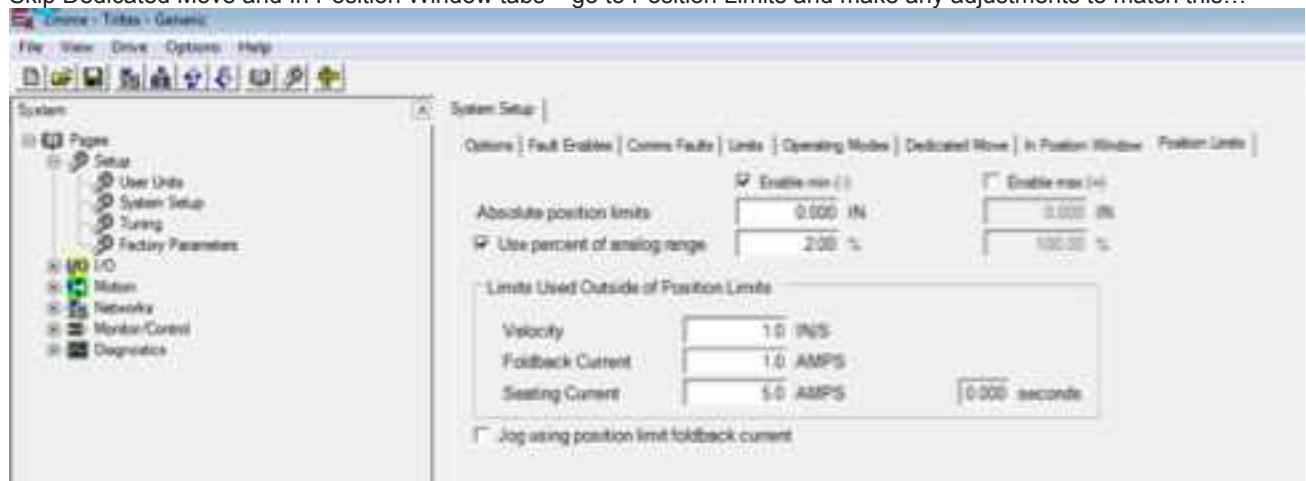 Skip Dedicated Move and In Position Window tabs – go to Position Limits and make any adjustments to match this…
Tritex - Generic
File View Drive Options Help
System
System Setup
Pages
Options Fault Enables Comms Faults Limits Operating Modes Dedicated Move In Position Window Position Limits
Setup
User Units
Enable min (-) Enable max (+)
System Setup
Absolute position limits 0.000 IN 0.000 IN
Tuning
Factory Parameters
Use percent of analog range 2.00 % 100.00 %
I/O I/O
Motion
Limits Used Outside of Position Limits
Networks
Monitor/Control
Velocity 1.0 IN/S
Diagnostics
Foldback Current 1.0 AMPS
Seating Current 5.0 AMPS 0.000 seconds
Jog using position limit foldback current